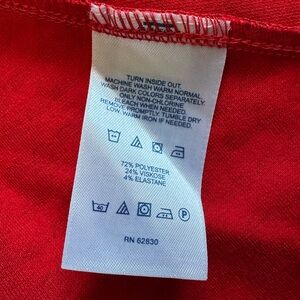 TURN INSIDE OUT.
MACHINE WASH WARM NORMAL.
WASH DARK COLORS SEPARATELY.
ONLY NON-CHLORINE
BLEACH WHEN NEEDED.
REMOVE PROMPTLY. TUMBLE DRY
LOW. WARM IRON IF NEEDED.
72% POLYESTER
24% VISKOSE
4% ELASTANE
40
P
RN 62830